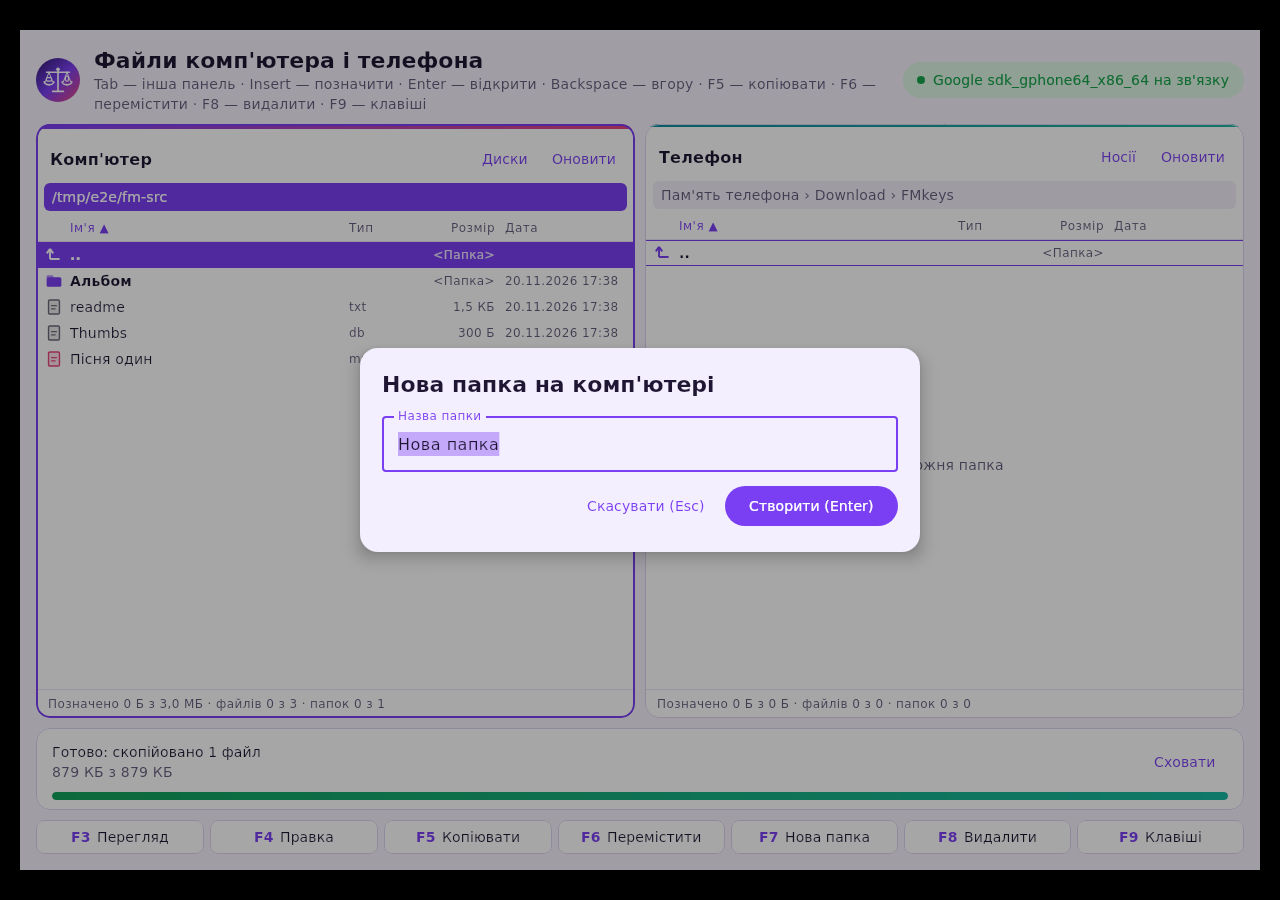 Файли комп'ютера і телефона
Tab — інша панель · Insert — позначити · Enter — відкрити · Backspace — вгору · F5 — копіювати · F6 —
перемістити · F8 — видалити · F9 — клавіші
Google sdk_gphone64_x86_64 на зв'язку
Комп'ютер
Диски
Оновити
/tmp/e2e/fm-src
Ім'я ▲ Тип Розмір Дата
.. <Папка>
Альбом <Папка> 20.11.2026 17:38
readme txt 1,5 КБ 20.11.2026 17:38
Thumbs db 300 Б 20.11.2026 17:38
Пісня один
Позначено 0 Б з 3,0 МБ · файлів 0 з 3 · папок 0 з 1
Телефон
Носії
Оновити
Пам'ять телефона › Download › FMkeys
Ім'я ▲ Тип Розмір Дата
.. <Папка>
папка
Позначено 0 Б з 0 Б · файлів 0 з 0 · папок 0 з 0
Нова папка на комп'ютері
Назва папки
Нова папка
Скасувати (Esc)
Створити (Enter)
Готово: скопійовано 1 файл
879 КБ з 879 КБ
Сховати
F3 Перегляд
F4 Правка
F5 Копіювати
F6 Перемістити
F7 Нова папка
F8 Видалити
F9 Клавіші